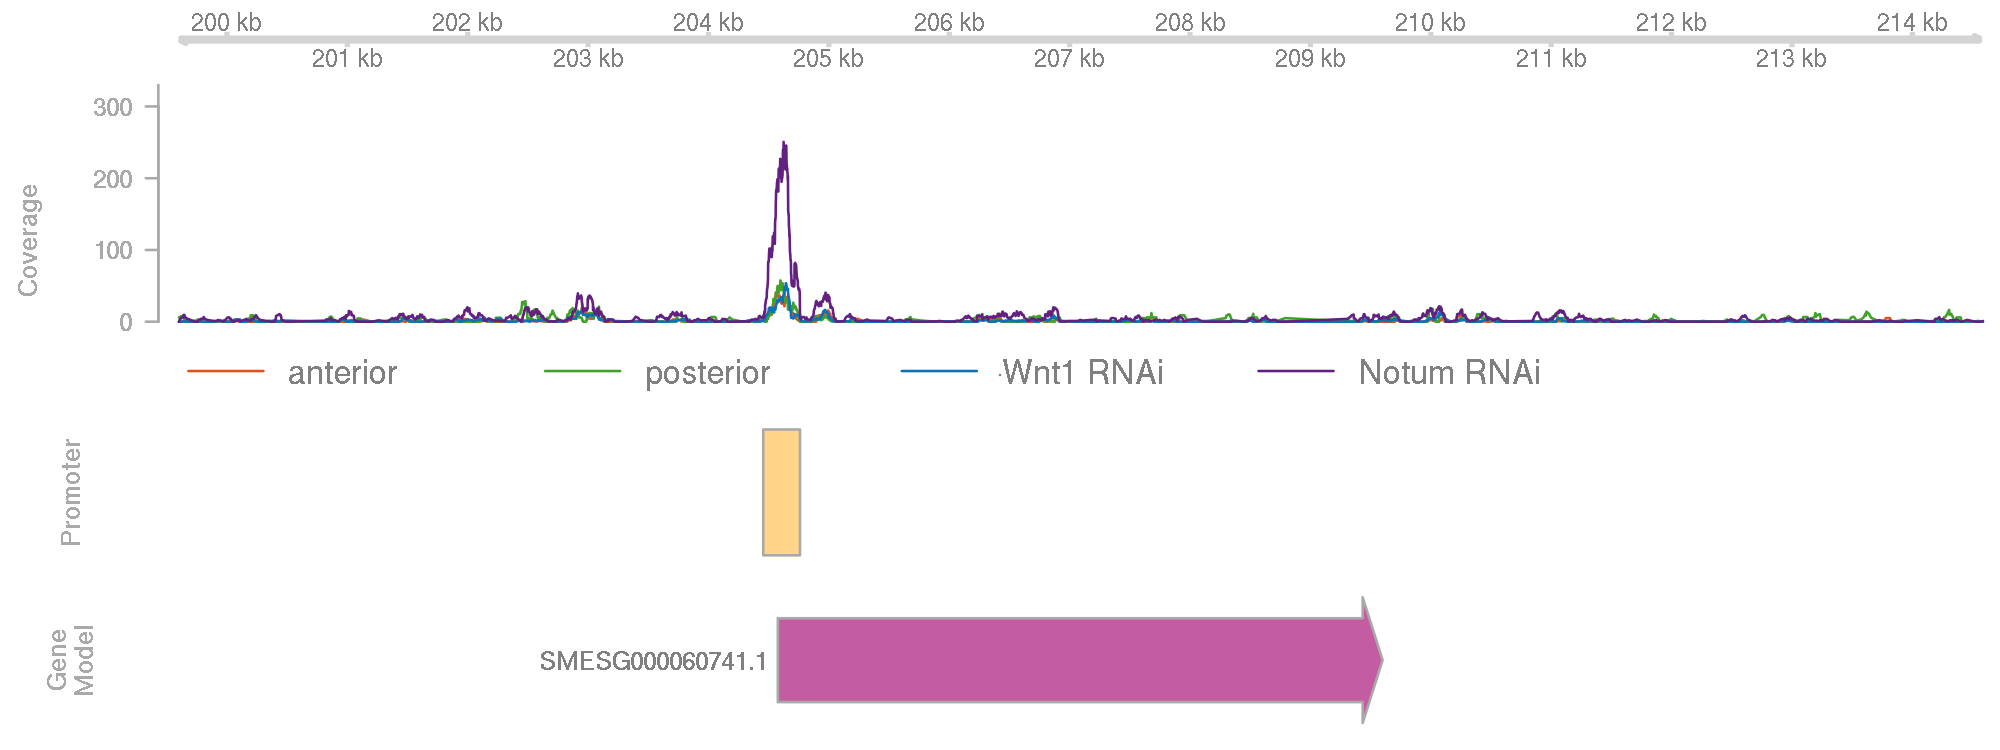 200 kb 202 kb 204 kb 206 kb 208 kb 210 kb 212 kb 214 kb
201 kb 203 kb 205 kb 207 kb 209 kb 211 kb 213 kb
300
200
100
0
Coverage
anterior posterior Wnt1 RNAi Notum RNAi
Promoter
Gene
Model
SMESG000060741.1